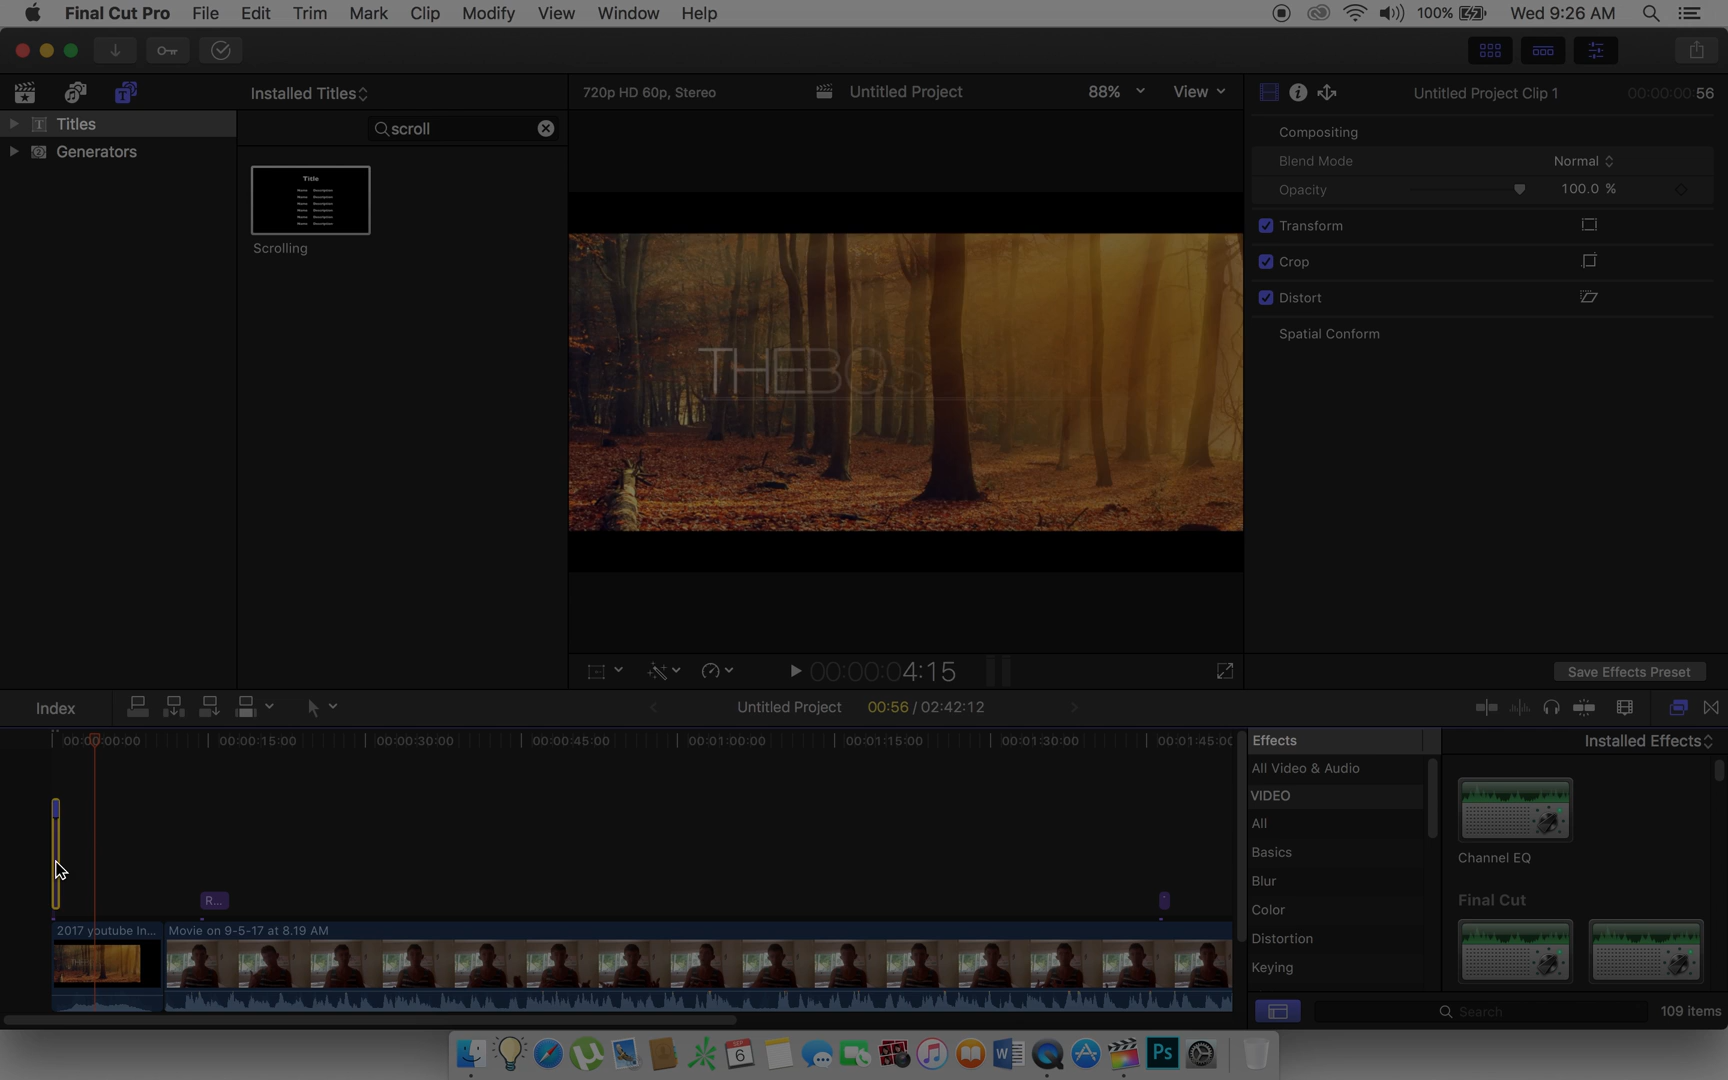 Final Cut Pro File Edit Trim Mark Clip Modify View Window Help 100% Wed 9:26 AM
Installed Titles
720p HD 60p, Stereo Untitled Project 88% View
Untitled Project Clip 1 00:00:00:56
Titles
Generators
scroll
Title
Scrolling
THEBOS
Compositing
Blend Mode Normal
Opacity 100.0 %
Transform
Crop
Distort
Spatial Conform
00:00:04:15
Save Effects Preset
Index
Untitled Project 00:56 / 02:42:12
00:00:00:00 00:00:15:00 00:00:30:00 00:00:45:00 00:01:00:00 00:01:15:00 00:01:30:00 00:01:45:00
R...
2017 youtube In... Movie on 9-5-17 at 8.19 AM
Effects
All Video & Audio
VIDEO
All
Basics
Blur
Color
Distortion
Keying
Installed Effects
Channel EQ
Final Cut
Search
109 items
SEP
6
W
Ps